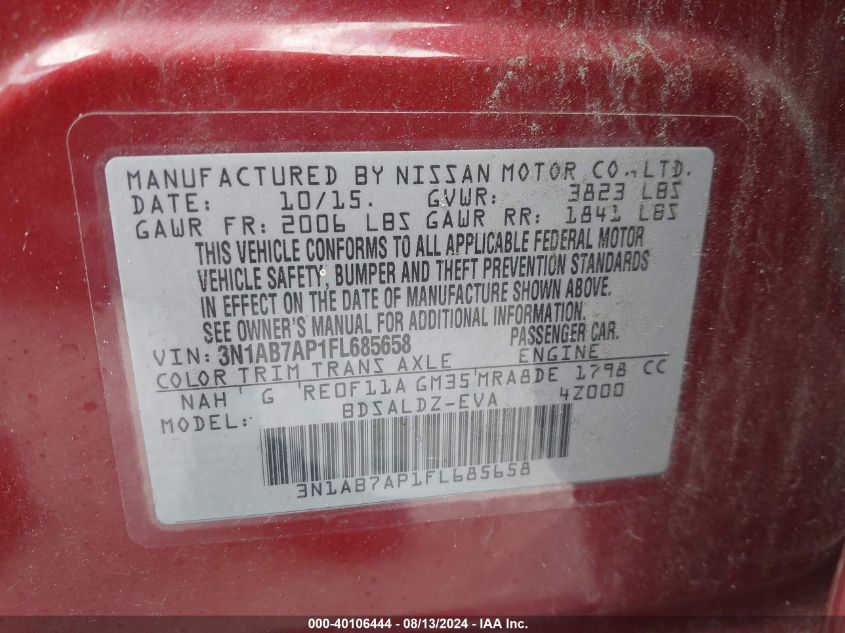 MANUFACTURED BY NISSAN MOTOR CO.,LTD.
DATE: 10/15. GVWR: 3823 LBS
GAWR FR: 2006 LBS GAWR RR: 1841 LBS
THIS VEHICLE CONFORMS TO ALL APPLICABLE FEDERAL MOTOR
VEHICLE SAFETY, BUMPER AND THEFT PREVENTION STANDARDS
IN EFFECT ON THE DATE OF MANUFACTURE SHOWN ABOVE.
SEE OWNER'S MANUAL FOR ADDITIONAL INFORMATION.
VIN: 3N1AB7AP1FL685658 PASSENGER CAR.
COLOR TRIM TRANS AXLE ENGINE
NAH G RE0F11A GM35 MRA8DE 1798 CC
MODEL: BDSALDZ-EVA 4Z000
3N1AB7AP1FL685658
000-40106444 - 08/13/2024 - IAA Inc.